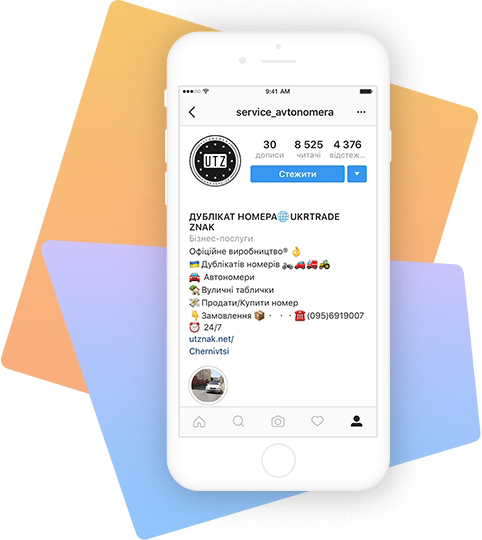 9:41 AM
service_avtonomera
UTZ
30 8 525 4 376
дописи читачі відстеж...
Стежити
ДУБЛІКАТ НОМЕРА🌐UKRTRADE
ZNAK
Бізнес-послуги
Офіційне виробництво® 👌
🇺🇦Дублікатів номерів 🏍🚗🚒🚜
🚘 Автономери
🏡Вуличні таблички
💸Продати/Купити номер
👇Замовлення 📦・ ・・☎️(095)6919007
⏰ 24/7
utznak.net/
Chernivtsi